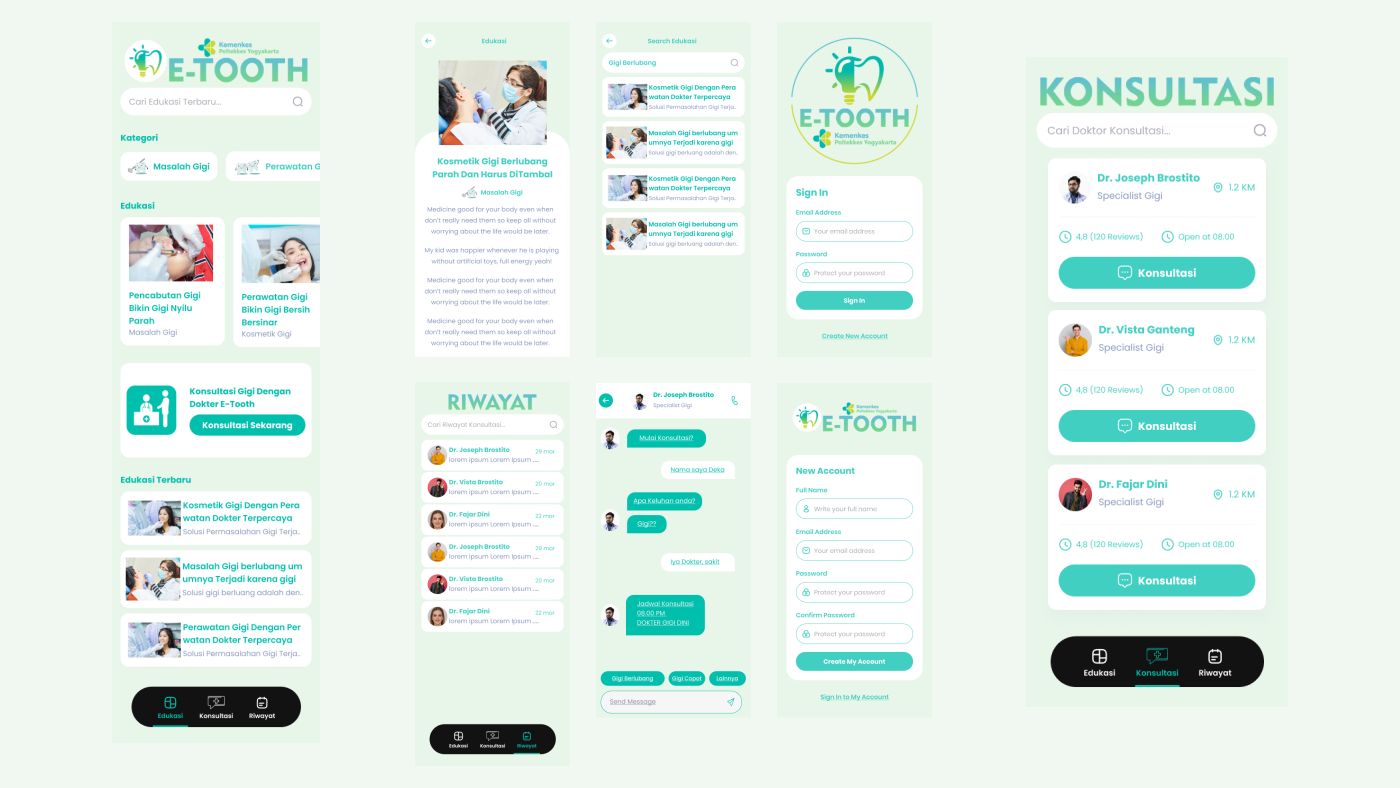 Kemenkes
Poltekkes Yogyakarta
E-TOOTH
Cari Edukasi Terbaru...
Kategori
Masalah Gigi
Perawatan G
Edukasi
Pencabutan Gigi
Bikin Gigi Nyilu
Parah
Masalah Gigi
Perawatan Gigi
Bikin Gigi Bersih
Bersinar
Kosmetik Gigi
Konsultasi Gigi Dengan
Dokter E-Tooth
Konsultasi Sekarang
Edukasi Terbaru
Kosmetik Gigi Dengan Pera
watan Dokter Terpercaya
Solusi Permasalahan Gigi Terja..
Masalah Gigi berlubang um
umnya Terjadi karena gigi
Solusi gigi berluang adalah den..
Perawatan Gigi Dengan Per
watan Dokter Terpercaya
Solusi Permasalahan Gigi Terja..
Edukasi
Konsultasi
Riwayat
Edukasi
Kosmetik Gigi Berlubang
Parah Dan Harus DiTambal
Masalah Gigi
Medicine good for your body even when
don't really need them so keep all without
worrying about the life would be later.
My kid was happier whenever he is playing
without artificial toys, full energy yeah!
Medicine good for your body even when
don't really need them so keep all without
worrying about the life would be later.
Medicine good for your body even when
don't really need them so keep all without
worrying about the life would be later.
Search Edukasi
Gigi Berlubang
Kosmetik Gigi Dengan Pera
watan Dokter Terpercaya
Solusi Permasalahan Gigi Terja..
Masalah Gigi berlubang um
umnya Terjadi karena gigi
Solusi gigi berluang adalah den..
Kosmetik Gigi Dengan Pera
watan Dokter Terpercaya
Solusi Permasalahan Gigi Terja..
Masalah Gigi berlubang um
umnya Terjadi karena gigi
Solusi gigi berluang adalah den..
E-TOOTH
Kemenkes
Poltekkes Yogyakarta
Sign In
Email Address
Your email address
Password
Protect your password
Sign In
Create New Account
RIWAYAT
Cari Riwayat Konsultasi...
Dr. Joseph Brostito
29 mar
lorem ipsum Lorem Ipsum ....
Dr. Vista Brostito
20 mar
lorem ipsum Lorem Ipsum ....
Dr. Fajar Dini
22 mar
lorem ipsum Lorem Ipsum ....
Dr. Joseph Brostito
29 mar
lorem ipsum Lorem Ipsum ....
Dr. Vista Brostito
20 mar
lorem ipsum Lorem Ipsum ....
Dr. Fajar Dini
22 mar
lorem ipsum Lorem Ipsum ....
Edukasi
Konsultasi
Riwayat
Dr. Joseph Brostito
Specialist Gigi
Mulai Konsultasi?
Nama saya Deka
Apa Keluhan anda?
Gigi??
Iya Dokter, sakit
Jadwal Konsultasi
08.00 PM
DOKTER GIGI DINI
Gigi Berlubang
Gigi Copot
Lainnya
Send Message
Kemenkes
Poltekkes Yogyakarta
E-TOOTH
New Account
Full Name
Write your full name
Email Address
Your email address
Password
Protect your password
Confirm Password
Protect your password
Create My Account
Sign In to My Account
KONSULTASI
Cari Doktor Konsultasi...
Dr. Joseph Brostito
Specialist Gigi
1.2 KM
4,8 (120 Reviews)
Open at 08.00
Konsultasi
Dr. Vista Ganteng
Specialist Gigi
1.2 KM
4,8 (120 Reviews)
Open at 08.00
Konsultasi
Dr. Fajar Dini
Specialist Gigi
1.2 KM
4,8 (120 Reviews)
Open at 08.00
Konsultasi
Edukasi
Konsultasi
Riwayat